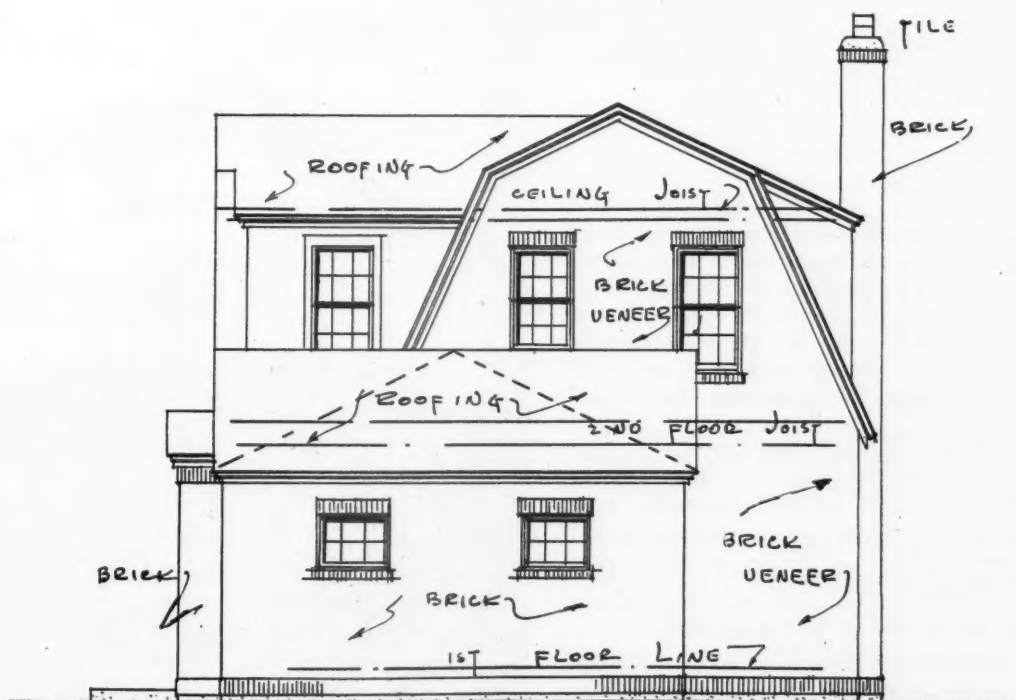 TILE
BRICK
ROOFING
CEILING JOIST
BRICK
VENEER
ROOFING
2ND FLOOR JOIST
BRICK
VENEER
BRICK
BRICK
1ST FLOOR LINE